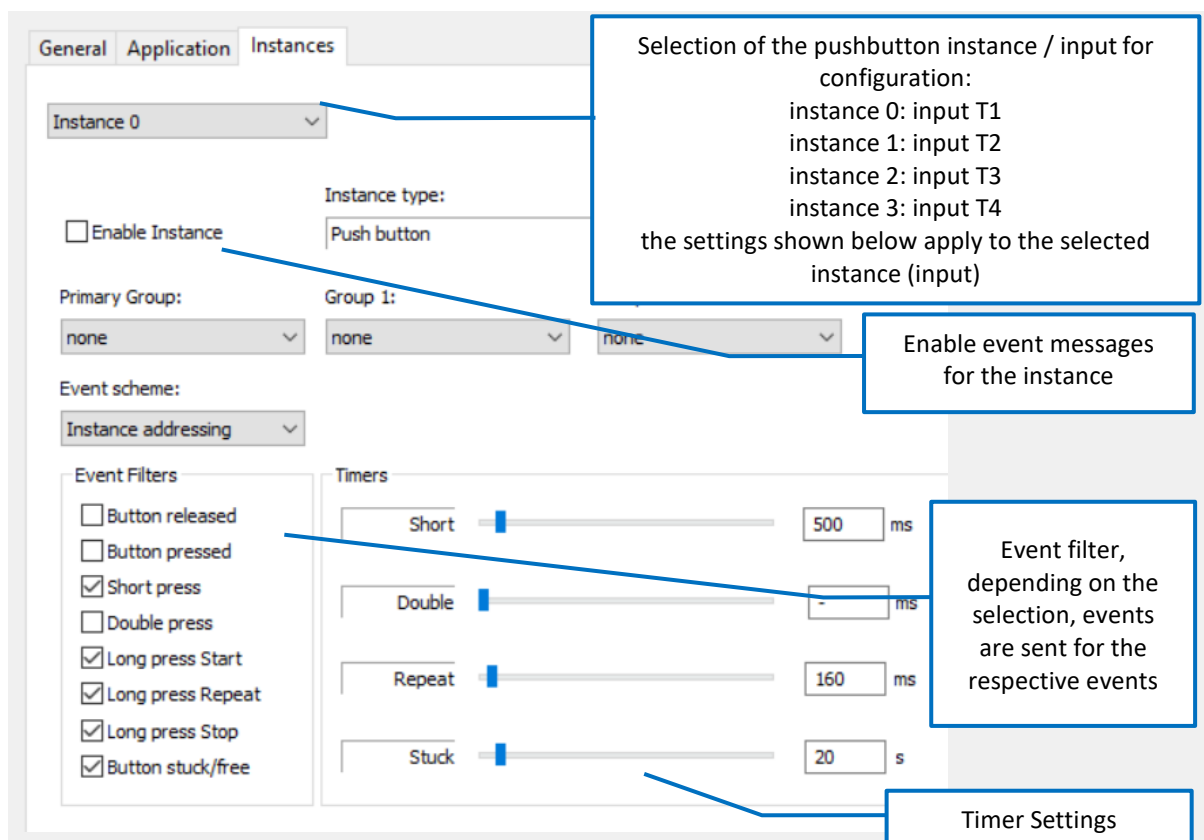 General Application Instances
Selection of the pushbutton instance / input for
configuration:
instance 0: input T1
instance 1: input T2
instance 2: input T3
instance 3: input T4
the settings shown below apply to the selected
instance (input)
Instance 0
Instance type:
Enable Instance
Push button
Primary Group:
Group 1:
none
none
none
Enable event messages
for the instance
Event scheme:
Instance addressing
Event Filters
Button released
Button pressed
Short press
Double press
Long press Start
Long press Repeat
Long press Stop
Button stuck/free
Timers
Short 500 ms
Double - ms
Repeat 160 ms
Stuck 20 s
Event filter,
depending on the
selection, events
are sent for the
respective events
Timer Settings